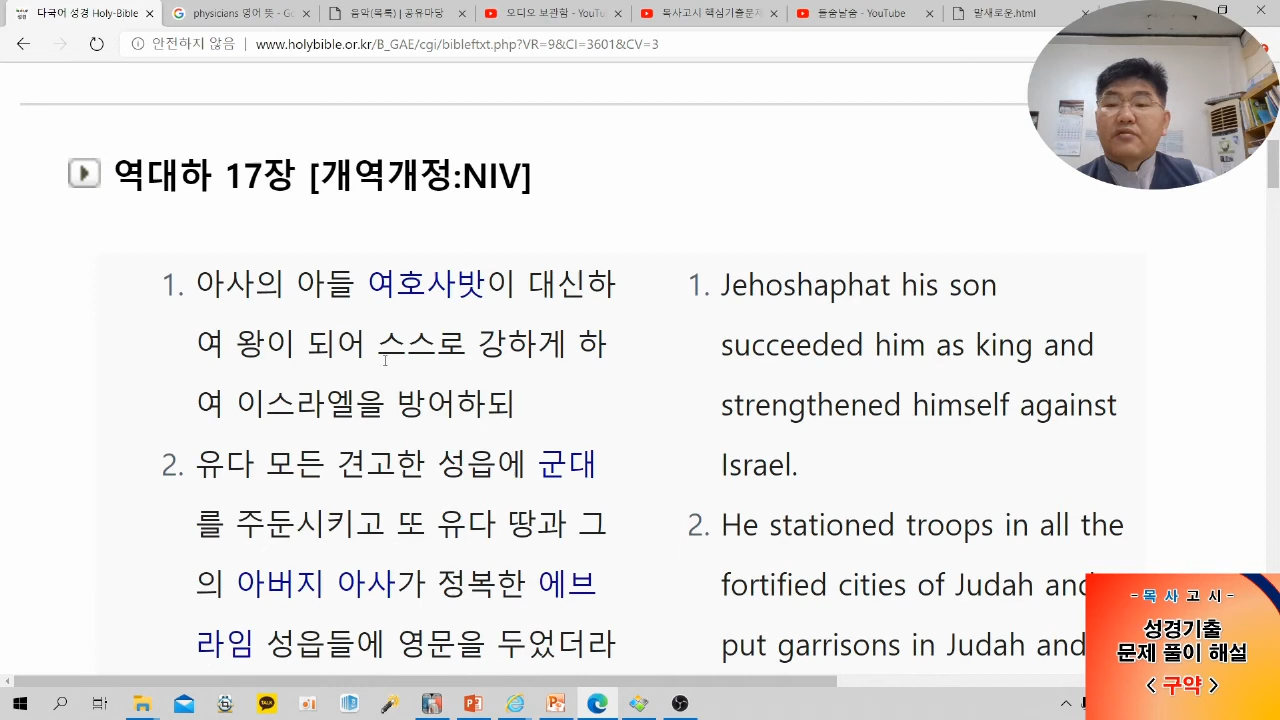 다국어 성경 Holy-Bible
physicians 영어 뜻 - Go
음악(목록) | 공유마당
오디오 보관함 - YouTu
목사고시 핵심기출문제
들숨날숨 - YouTube
말새로운.html
안전하지 않음 | www.holybible.or.kr/B_GAE/cgi/bibleftxt.php?VR=9&CI=3601&CV=3
역대하 17장 [개역개정:NIV]
1. 아사의 아들 여호사밧이 대신하
여 왕이 되어 스스로 강하게 하
여 이스라엘을 방어하되
2. 유다 모든 견고한 성읍에 군대
를 주둔시키고 또 유다 땅과 그
의 아버지 아사가 정복한 에브
라임 성읍들에 영문을 두었더라
1. Jehoshaphat his son
succeeded him as king and
strengthened himself against
Israel.
2. He stationed troops in all the
fortified cities of Judah and
put garrisons in Judah and
- 목 사 고 시 -
성경기출
문제 풀이 해설
< 구약 >
TALK